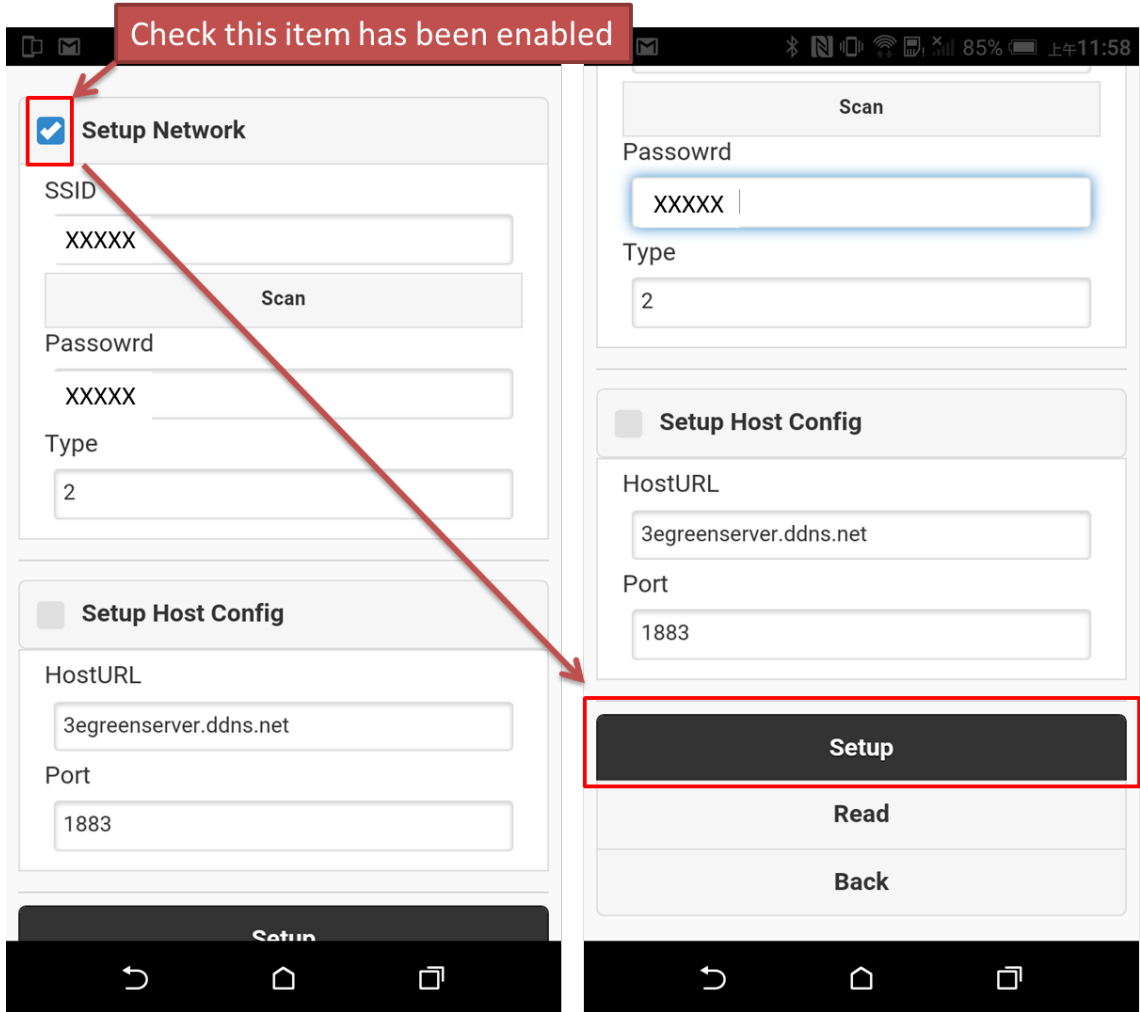 Check this item has been enabled
85% 上午11:58
Setup Network
SSID
XXXXX
Scan
Passowrd
XXXXX
Type
2
Setup Host Config
HostURL
3egreenserver.ddns.net
Port
1883
Setup
Scan
Passowrd
XXXXX
Type
2
Setup Host Config
HostURL
3egreenserver.ddns.net
Port
1883
Setup
Read
Back